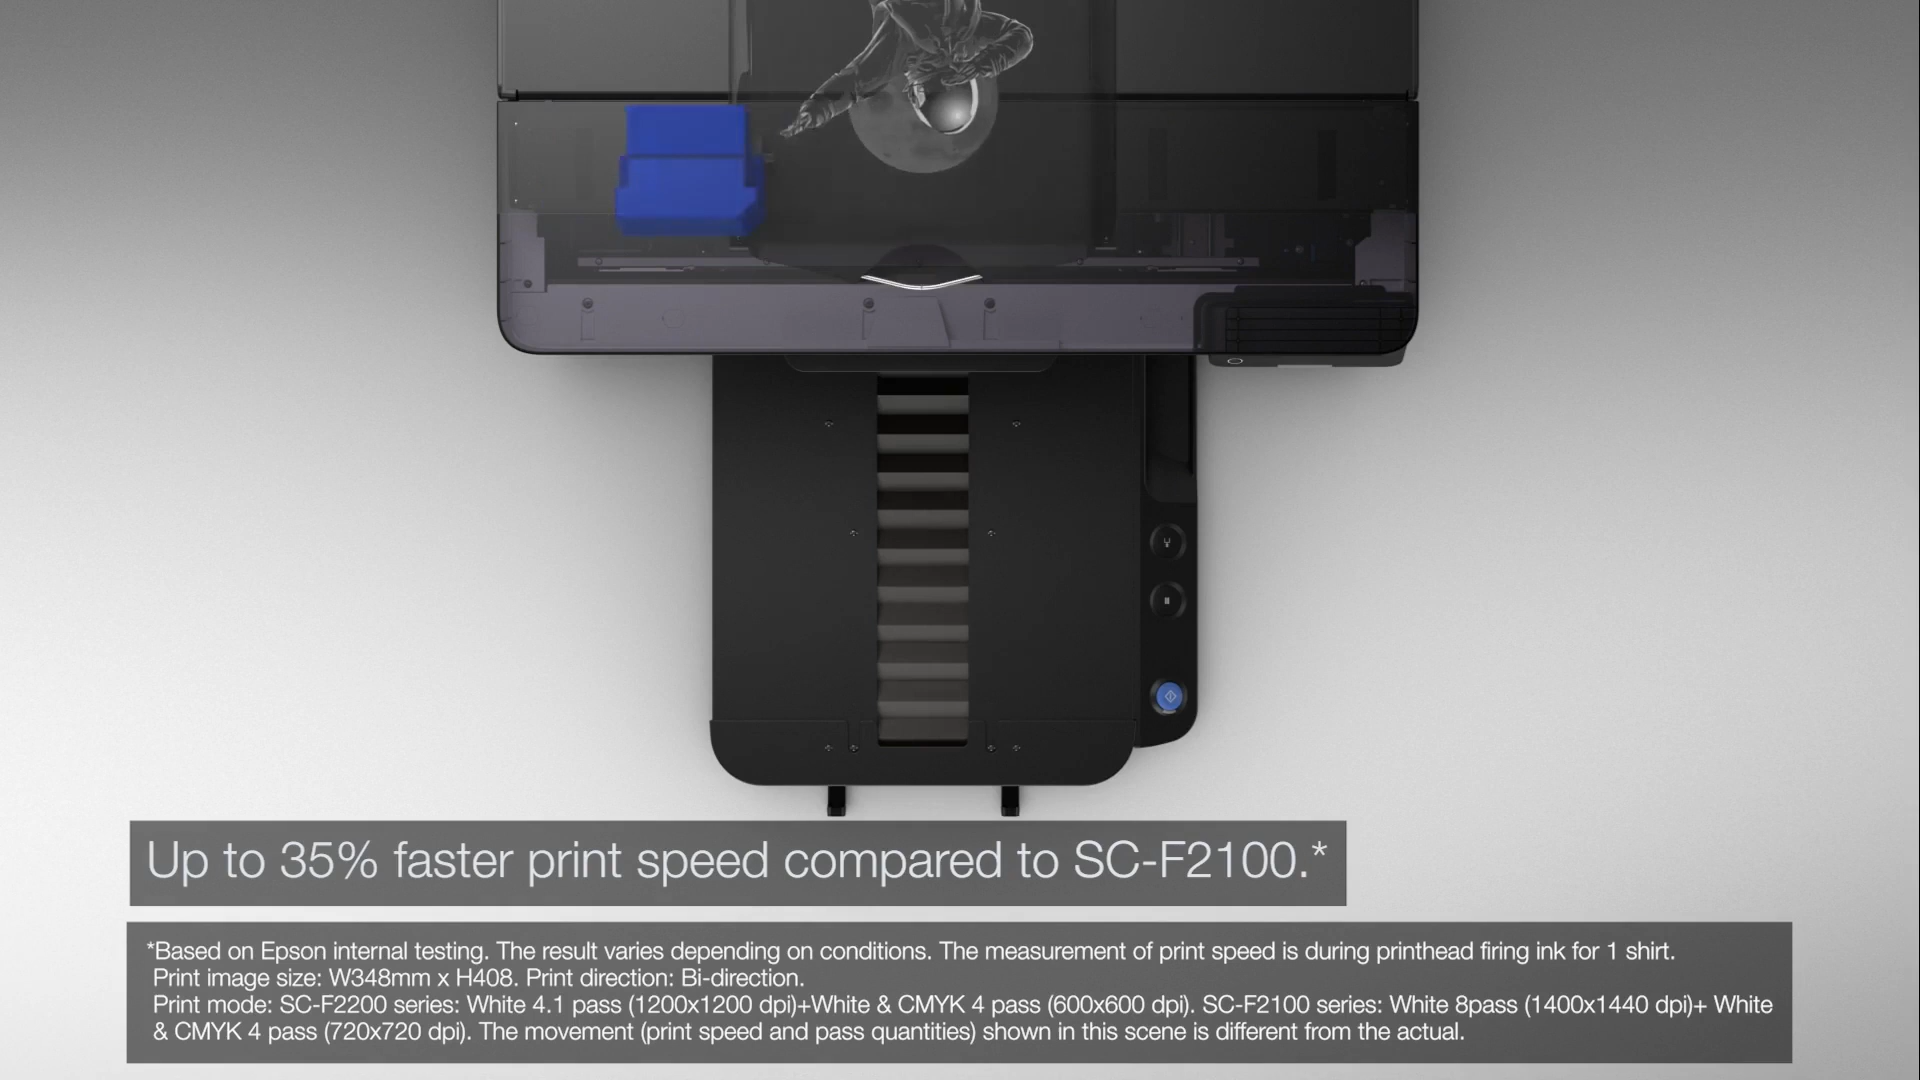 Up to 35% faster print speed compared to SC-F2100.*
*Based on Epson internal testing. The result varies depending on conditions. The measurement of print speed is during printhead firing ink for 1 shirt.
Print image size: W348mm x H408. Print direction: Bi-direction.
Print mode: SC-F2200 series: White 4.1 pass (1200x1200 dpi)+White & CMYK 4 pass (600x600 dpi). SC-F2100 series: White 8pass (1400x1440 dpi)+ White
& CMYK 4 pass (720x720 dpi). The movement (print speed and pass quantities) shown in this scene is different from the actual.